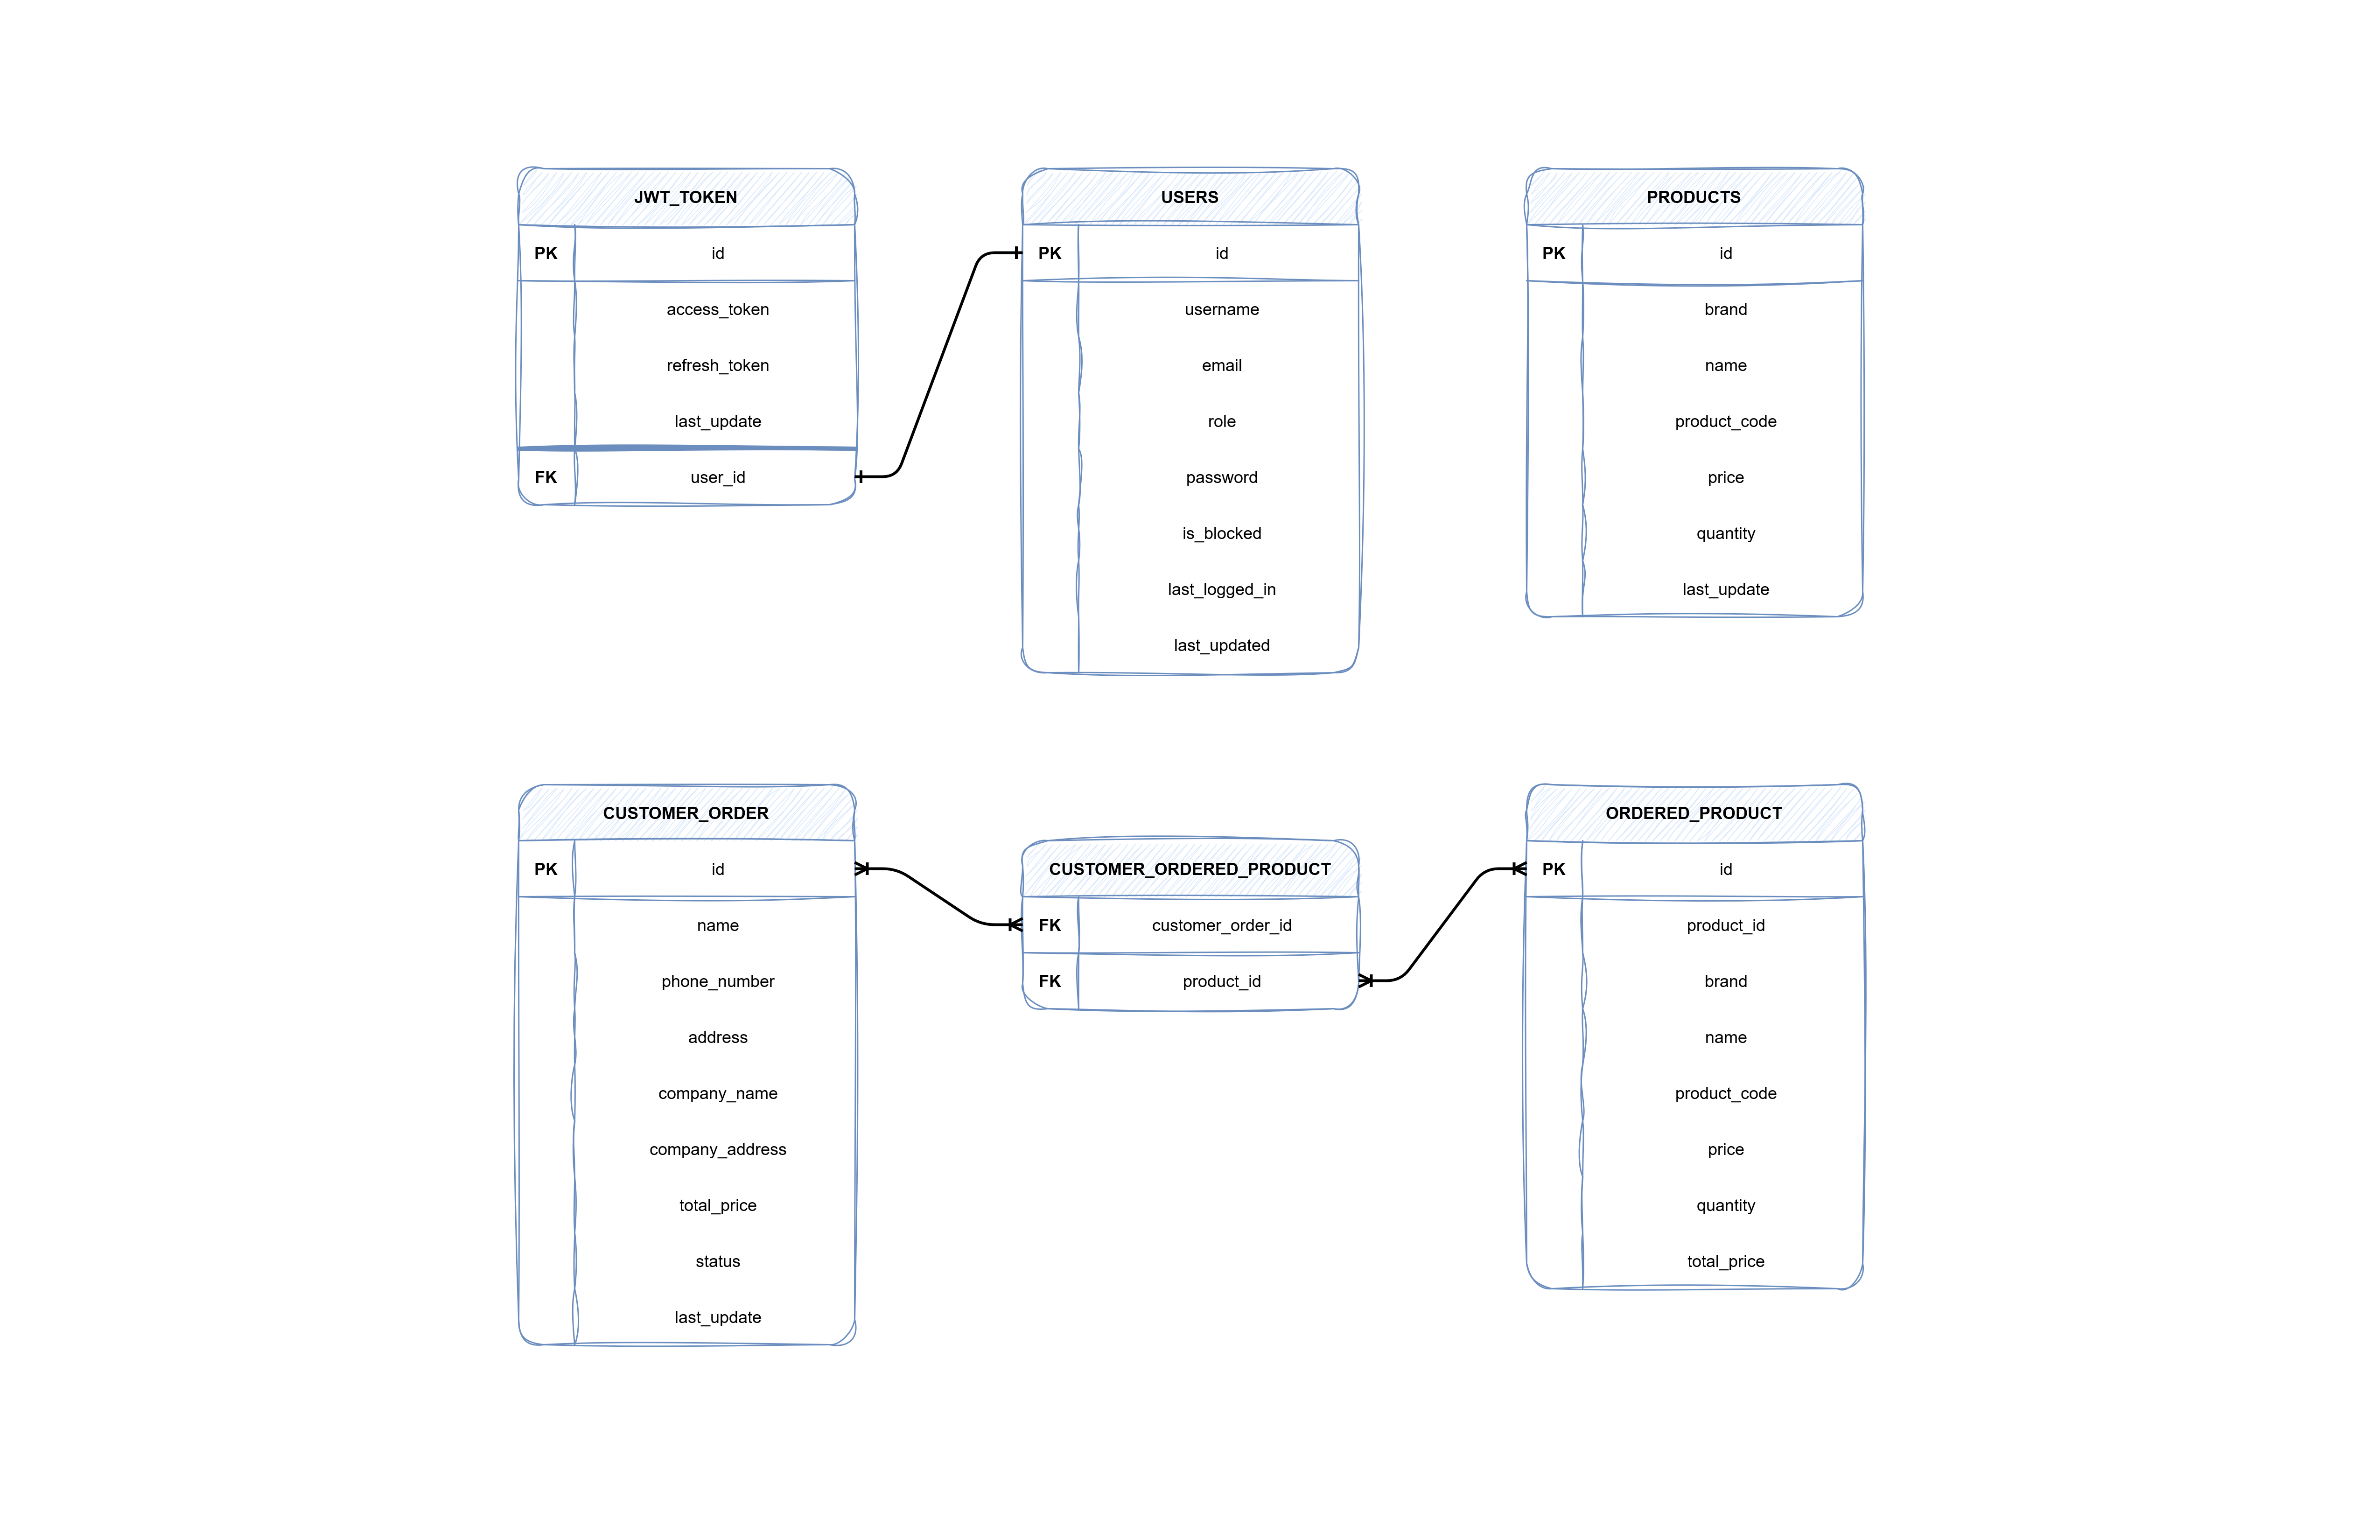 JWT_TOKEN
PK id
access_token
refresh_token
last_update
FK user_id
USERS
PK id
username
email
role
password
is_blocked
last_logged_in
last_updated
PRODUCTS
PK id
brand
name
product_code
price
quantity
last_update
CUSTOMER_ORDER
PK id
name
phone_number
address
company_name
company_address
total_price
status
last_update
CUSTOMER_ORDERED_PRODUCT
FK customer_order_id
FK product_id
ORDERED_PRODUCT
PK id
product_id
brand
name
product_code
price
quantity
total_price